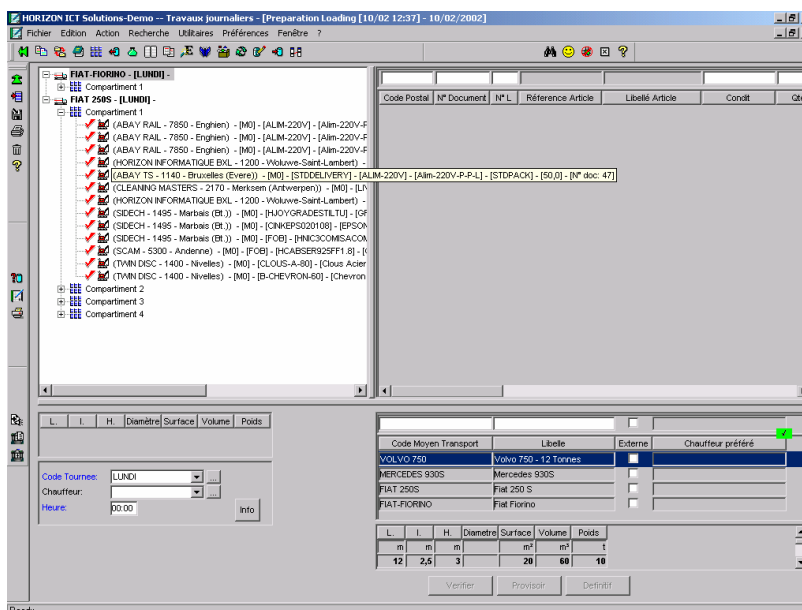 HORIZON ICT Solutions-Demo -- Travaux journaliers - [Preparation Loading [10/02 12:37] - 10/02/2002]
Fichier Edition Action Recherche Utilitaires Préférences Fenêtre ?
FIAT-FIORINO - [LUNDI] -
Compartiment 1
FIAT 250S - [LUNDI] -
Compartiment 1
(ABAY RAIL - 7850 - Enghien) - [M0] - [ALIM-220V] - [Alim-220V-P
(ABAY RAIL - 7850 - Enghien) - [M0] - [ALIM-220V] - [Alim-220V-P
(ABAY RAIL - 7850 - Enghien) - [M0] - [ALIM-220V] - [Alim-220V-P
(HORIZON INFORMATIQUE BXL - 1200 - Woluwe-Saint-Lambert) -
(ABAY TS - 1140 - Bruxelles (Evere)) - [M0] - [STDDELIVERY] - [ALIM-220V] - [Alim-220V-P-P-L] - [STDPACK] - [50,0] - [N° doc: 47]
(CLEANING MASTERS - 2170 - Merksem (Antwerpen)) - [M0] - [LIV
(HORIZON INFORMATIQUE BXL - 1200 - Woluwe-Saint-Lambert) -
(SIDECH - 1495 - Marbais (Bt.)) - [M0] - [HJOYGRADESTILTU] - [GF
(SIDECH - 1495 - Marbais (Bt.)) - [M0] - [CINKEPS020108] - [EPSON
(SIDECH - 1495 - Marbais (Bt.)) - [M0] - [FOB] - [HNIC3COMISACOM
(SCAM - 5300 - Andenne) - [M0] - [FOB] - [HCABSER925FF1.8] - [
(TWIN DISC - 1400 - Nivelles) - [M0] - [CLOUS-A-80] - [Clous Acier
(TWIN DISC - 1400 - Nivelles) - [M0] - [B-CHEVRON-60] - [Chevron
Compartiment 2
Compartiment 3
Compartiment 4
Code Postal N° Document N° L Réference Article Libellé Article Condit Qte
L. l. H. Diamètre Surface Volume Poids
Code Tournee: LUNDI ...
Chauffeur: ...
Heure: 00:00 Info
Code Moyen Transport Libelle Externe Chauffeur préféré
VOLVO 750 Volvo 750 - 12 Tonnes
MERCEDES 930S Mercedes 930S
FIAT 250S Fiat 250 S
FIAT-FIORINO Fiat Fiorino
L. l. H. Diametre Surface Volume Poids
m m m m² m³ t
12 2,5 3 20 60 10
Verifier Provisoir Definitif
Ready